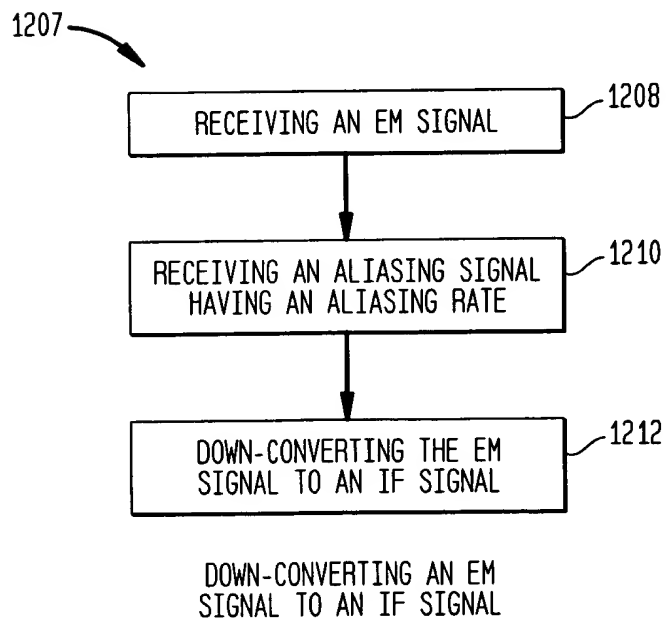 1207
RECEIVING AN EM SIGNAL
1208
RECEIVING AN ALIASING SIGNAL
HAVING AN ALIASING RATE
1210
DOWN-CONVERTING THE EM
SIGNAL TO AN IF SIGNAL
1212
DOWN-CONVERTING AN EM
SIGNAL TO AN IF SIGNAL